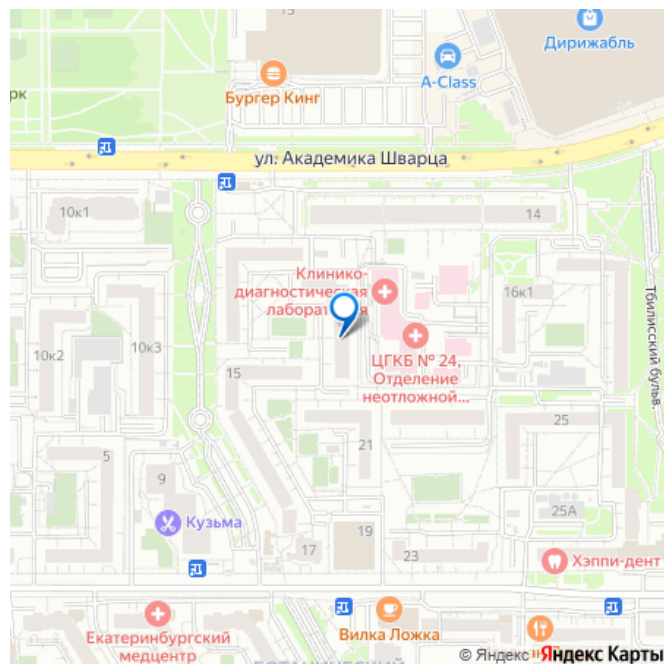 15
Дирижабль
A-Class
Бургер Кинг
рк
ул. Академика Шварца
10к1
14
Клинико-
диагностическая
лаборатория
16к1
Тбилисский бульв.
10к2
10к3
ЦГКБ № 24,
Отделение
неотложной...
15
25
21
5
9
25А
Кузьма
19
17
23
Хэппи-дент
Екатеринбургский
медцентр
Вилка Ложка
БОТАНИЧЕСКИЙ
© Яндекс
Яндекс Карты